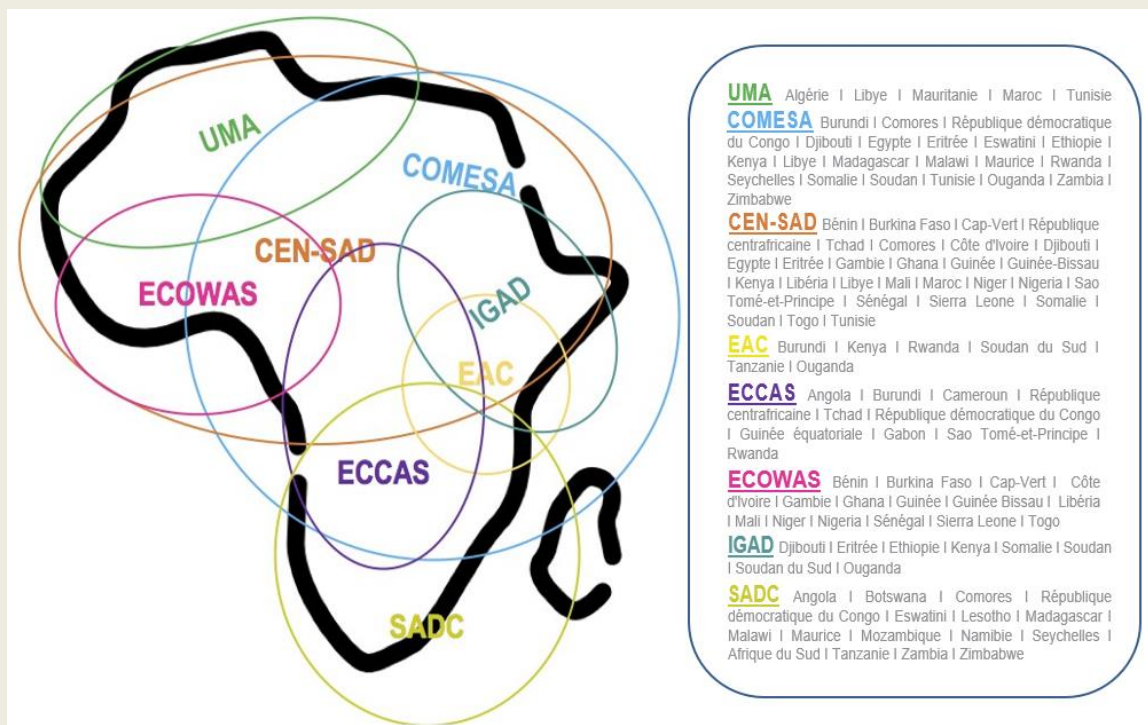 UMA
COMESA
CEN-SAD
ECOWAS
IGAD
EAC
ECCAS
SADC
UMA Algérie I Libye I Mauritanie I Maroc I Tunisie
COMESA Burundi I Comores I République démocratique
du Congo I Djibouti I Egypte I Eritrée I Eswatini I Ethiopie I
Kenya I Libye I Madagascar I Malawi I Maurice I Rwanda I
Seychelles I Somalie I Soudan I Tunisie I Ouganda I Zambia I
Zimbabwe
CEN-SAD Bénin I Burkina Faso I Cap-Vert I République
centrafricaine I Tchad I Comores I Côte d'Ivoire I Djibouti I
Egypte I Eritrée I Gambie I Ghana I Guinée I Guinée-Bissau
I Kenya I Libéria I Libye I Mali I Maroc I Niger I Nigeria I Sao
Tomé-et-Principe I Sénégal I Sierra Leone I Somalie I
Soudan I Togo I Tunisie
EAC Burundi I Kenya I Rwanda I Soudan du Sud I
Tanzanie I Ouganda
ECCAS Angola I Burundi I Cameroun I République
centrafricaine I Tchad I République démocratique du Congo
I Guinée équatoriale I Gabon I Sao Tomé-et-Principe I
Rwanda
ECOWAS Bénin I Burkina Faso I Cap-Vert I Côte
d'Ivoire I Gambie I Ghana I Guinée I Guinée Bissau I Libéria
I Mali I Niger I Nigeria I Sénégal I Sierra Leone I Togo
IGAD Djibouti I Eritrée I Ethiopie I Kenya I Somalie I Soudan
I Soudan du Sud I Ouganda
SADC Angola I Botswana I Comores I République
démocratique du Congo I Eswatini I Lesotho I Madagascar I
Malawi I Maurice I Mozambique I Namibie I Seychelles I
Afrique du Sud I Tanzanie I Zambia I Zimbabwe